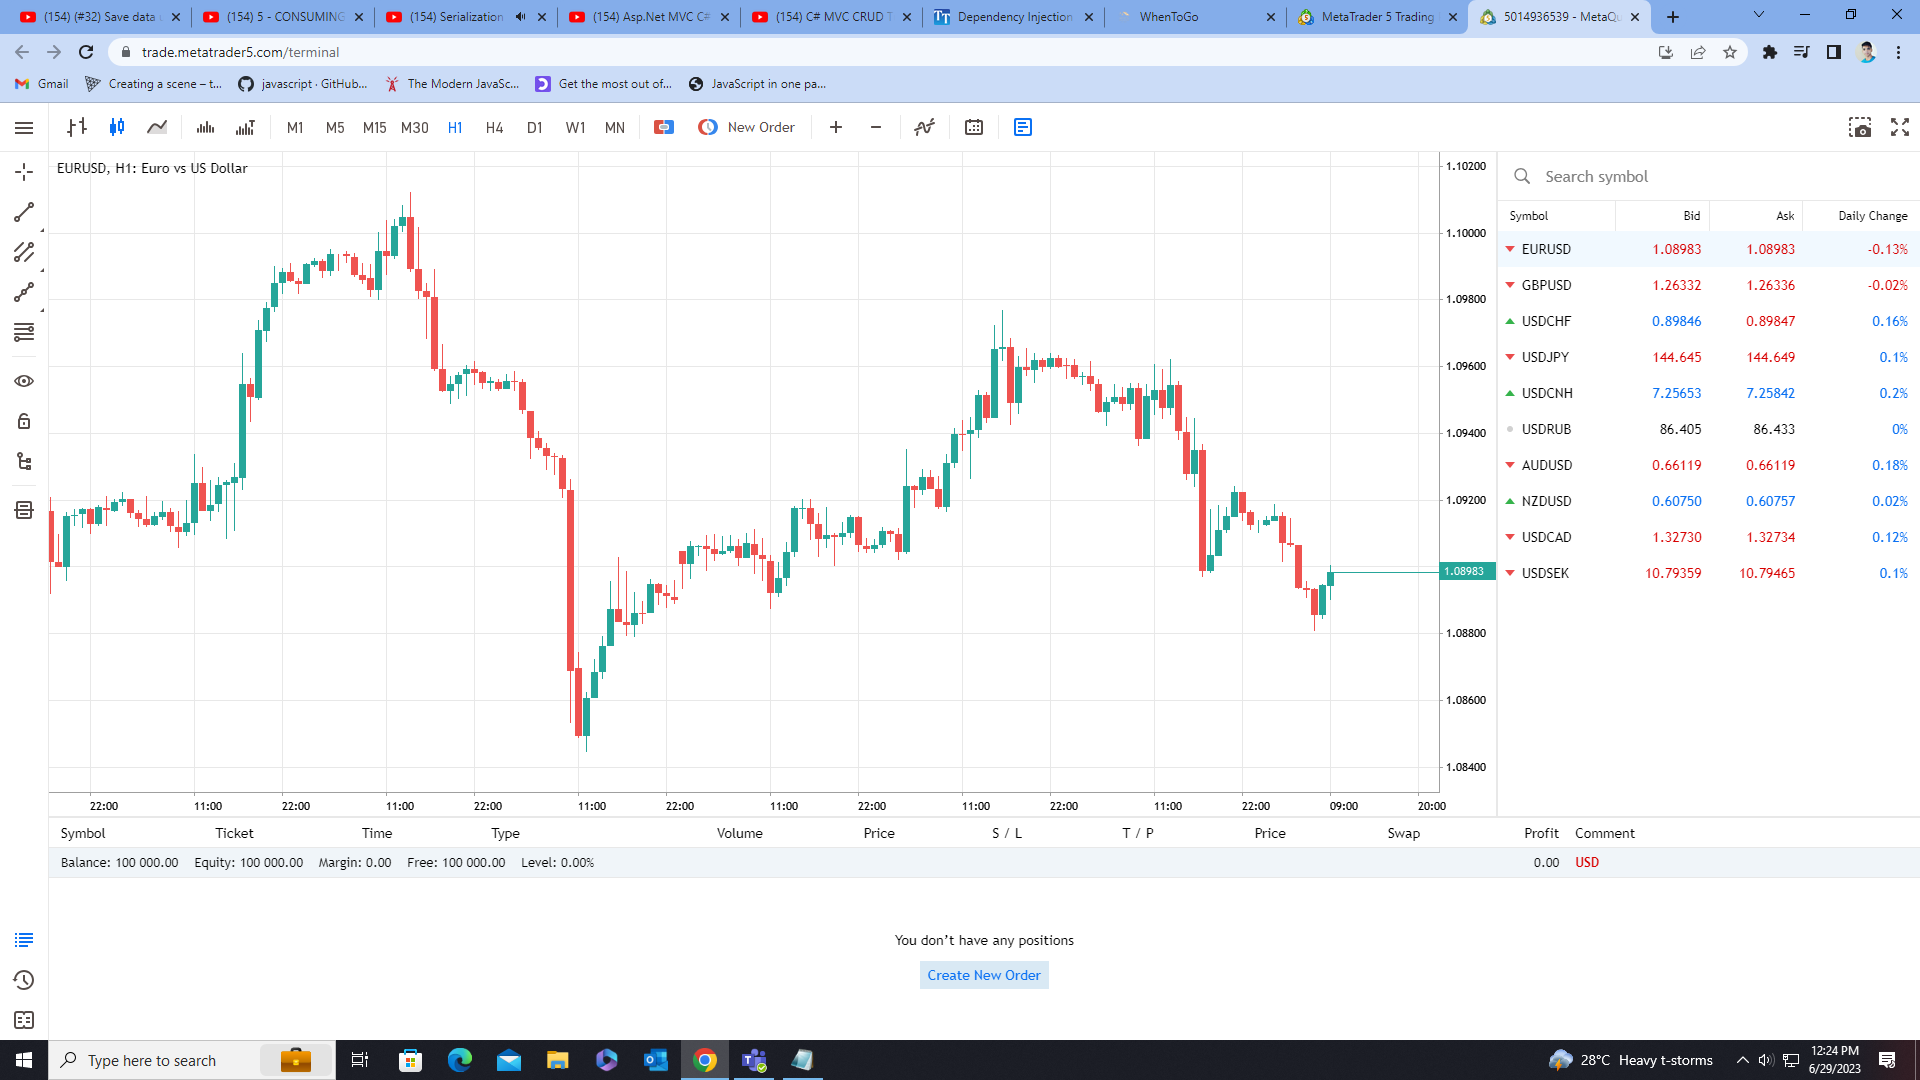 (154) (#32) Save data
(154) 5 - CONSUMING
(154) Serialization
(154) Asp.Net MVC C#
(154) C# MVC CRUD T
Dependency Injection
WhenToGo
MetaTrader 5 Trading
5014936539 - MetaQu
trade.metatrader5.com/terminal
Gmail
Creating a scene – t...
javascript · GitHub...
The Modern JavaSc...
Get the most out of...
JavaScript in one pa...
M1 M5 M15 M30 H1 H4 D1 W1 MN
New Order
EURUSD, H1: Euro vs US Dollar
1.10200
1.10000
1.09800
1.09600
1.09400
1.09200
1.08983
1.08800
1.08600
1.08400
22:00 11:00 22:00 11:00 22:00 11:00 22:00 11:00 22:00 11:00 22:00 11:00 22:00 09:00 20:00
Search symbol
Symbol Bid Ask Daily Change
EURUSD 1.08983 1.08983 -0.13%
GBPUSD 1.26332 1.26336 -0.02%
USDCHF 0.89846 0.89847 0.16%
USDJPY 144.645 144.649 0.1%
USDCNH 7.25653 7.25842 0.2%
USDRUB 86.405 86.433 0%
AUDUSD 0.66119 0.66119 0.18%
NZDUSD 0.60750 0.60757 0.02%
USDCAD 1.32730 1.32734 0.12%
USDSEK 10.79359 10.79465 0.1%
Symbol Ticket Time Type Volume Price S / L T / P Price Swap Profit Comment
Balance: 100 000.00 Equity: 100 000.00 Margin: 0.00 Free: 100 000.00 Level: 0.00% 0.00 USD
You don't have any positions
Create New Order
Type here to search
28°C Heavy t-storms
12:24 PM
6/29/2023